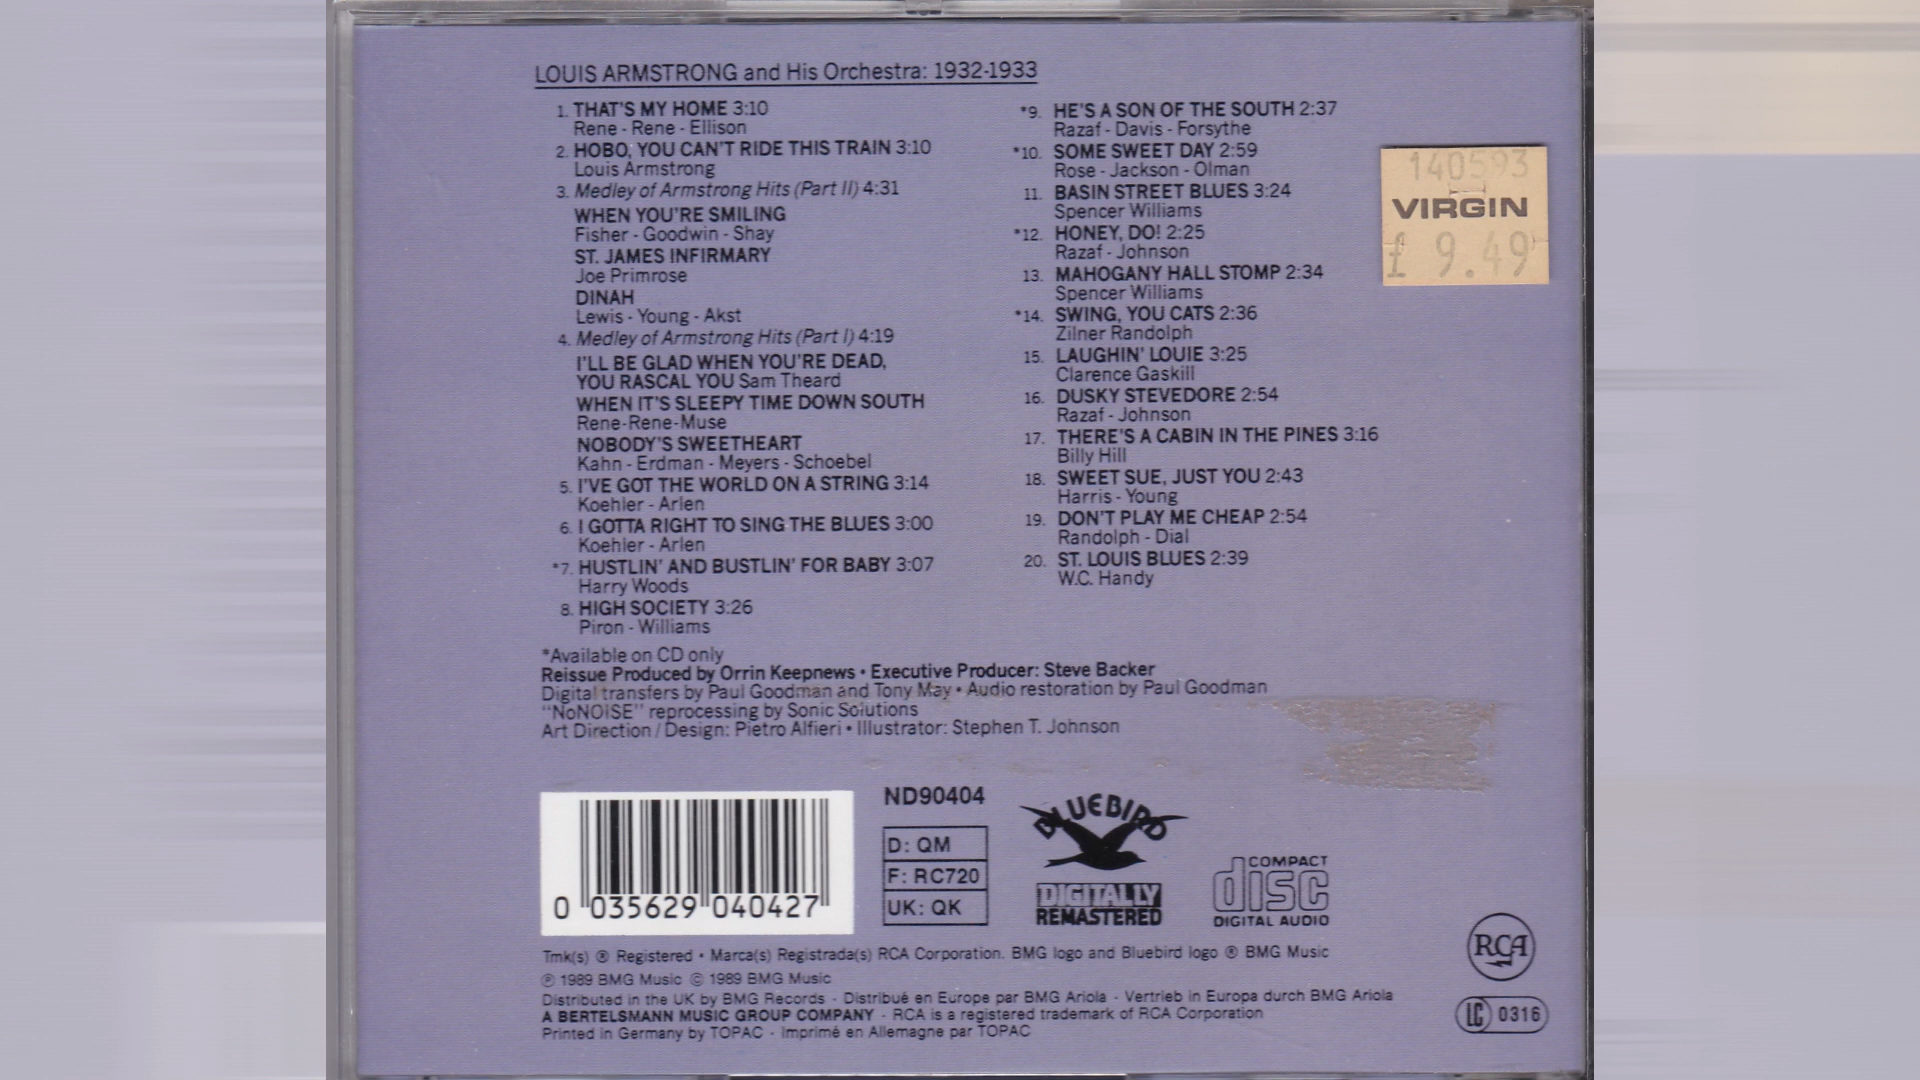 LOUIS ARMSTRONG and His Orchestra: 1932-1933
1. THAT'S MY HOME 3:10
Rene - Rene - Ellison
2. HOBO, YOU CAN'T RIDE THIS TRAIN 3:10
Louis Armstrong
3. Medley of Armstrong Hits (Part II) 4:31
WHEN YOU'RE SMILING
Fisher - Goodwin - Shay
ST. JAMES INFIRMARY
Joe Primrose
DINAH
Lewis - Young - Akst
4. Medley of Armstrong Hits (Part I) 4:19
I'LL BE GLAD WHEN YOU'RE DEAD,
YOU RASCAL YOU Sam Theard
WHEN IT'S SLEEPY TIME DOWN SOUTH
Rene-Rene-Muse
NOBODY'S SWEETHEART
Kahn - Erdman - Meyers - Schoebel
5. I'VE GOT THE WORLD ON A STRING 3:14
Koehler - Arlen
6. I GOTTA RIGHT TO SING THE BLUES 3:00
Koehler - Arlen
*7. HUSTLIN' AND BUSTLIN' FOR BABY 3:07
Harry Woods
8. HIGH SOCIETY 3:26
Piron - Williams
*9. HE'S A SON OF THE SOUTH 2:37
Razaf - Davis - Forsythe
*10. SOME SWEET DAY 2:59
Rose - Jackson - Olman
11. BASIN STREET BLUES 3:24
Spencer Williams
*12. HONEY, DO! 2:25
Razaf - Johnson
13. MAHOGANY HALL STOMP 2:34
Spencer Williams
*14. SWING, YOU CATS 2:36
Zilner Randolph
15. LAUGHIN' LOUIE 3:25
Clarence Gaskill
16. DUSKY STEVEDORE 2:54
Razaf - Johnson
17. THERE'S A CABIN IN THE PINES 3:16
Billy Hill
18. SWEET SUE, JUST YOU 2:43
Harris - Young
19. DON'T PLAY ME CHEAP 2:54
Randolph - Dial
20. ST. LOUIS BLUES 2:39
W.C. Handy
140593
VIRGIN
£ 9.49
*Available on CD only
Reissue Produced by Orrin Keepnews • Executive Producer: Steve Backer
Digital transfers by Paul Goodman and Tony May • Audio restoration by Paul Goodman
"NoNOISE" reprocessing by Sonic Solutions
Art Direction / Design: Pietro Alfieri • Illustrator: Stephen T. Johnson
0 035629 040427
ND90404
D: QM
F: RC720
UK: QK
BLUEBIRD
DIGITALLY
REMASTERED
COMPACT
disc
DIGITAL AUDIO
RCA
LC 0316
Tmk(s) ® Registered • Marca(s) Registrada(s) RCA Corporation. BMG logo and Bluebird logo ® BMG Music
℗ 1989 BMG Music © 1989 BMG Music
Distributed in the UK by BMG Records · Distribué en Europe par BMG Ariola · Vertrieb in Europa durch BMG Ariola
A BERTELSMANN MUSIC GROUP COMPANY · RCA is a registered trademark of RCA Corporation
Printed in Germany by TOPAC · Imprimé en Allemagne par TOPAC